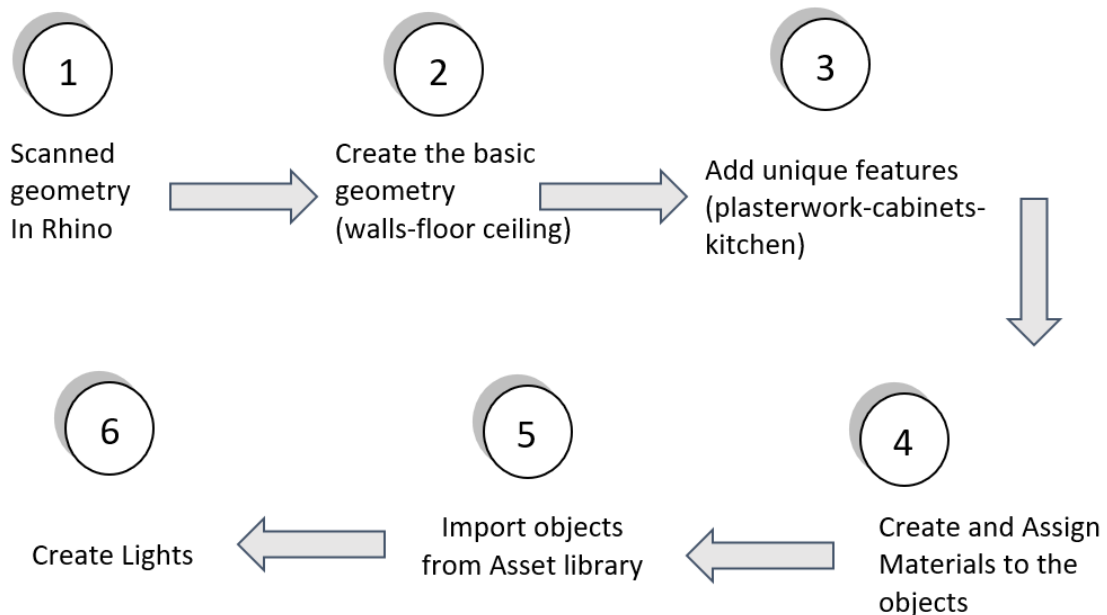 1
Scanned
geometry
In Rhino
2
Create the basic
geometry
(walls-floor ceiling)
3
Add unique features
(plasterwork-cabinets-
kitchen)
4
Create and Assign
Materials to the
objects
5
Import objects
from Asset library
6
Create Lights